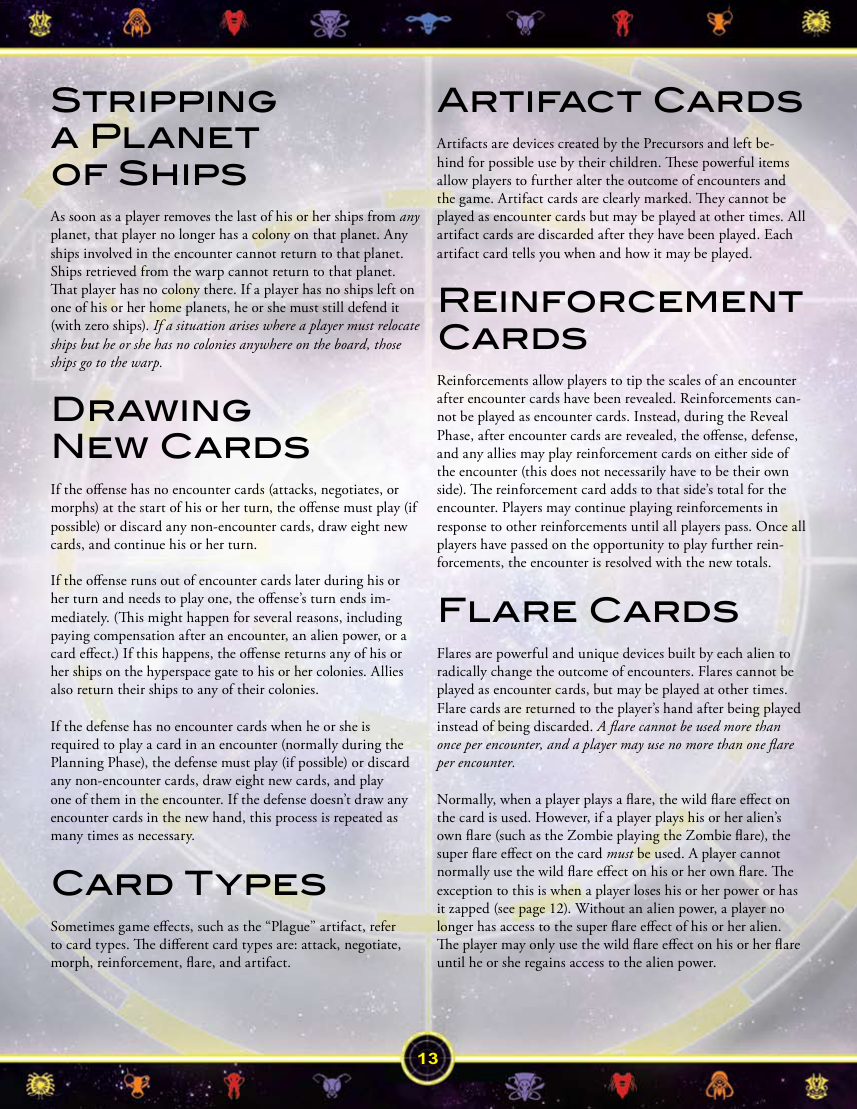 Stripping
a Planet
of Ships
As soon as a player removes the last of his or her ships from any
planet, that player no longer has a colony on that planet. Any
ships involved in the encounter cannot return to that planet.
Ships retrieved from the warp cannot return to that planet.
That player has no colony there. If a player has no ships left on
one of his or her home planets, he or she must still defend it
(with zero ships). If a situation arises where a player must relocate
ships but he or she has no colonies anywhere on the board, those
ships go to the warp.
Drawing
New Cards
If the offense has no encounter cards (attacks, negotiates, or
morphs) at the start of his or her turn, the offense must play (if
possible) or discard any non-encounter cards, draw eight new
cards, and continue his or her turn.
If the offense runs out of encounter cards later during his or
her turn and needs to play one, the offense's turn ends im-
mediately. (This might happen for several reasons, including
paying compensation after an encounter, an alien power, or a
card effect.) If this happens, the offense returns any of his or
her ships on the hyperspace gate to his or her colonies. Allies
also return their ships to any of their colonies.
If the defense has no encounter cards when he or she is
required to play a card in an encounter (normally during the
Planning Phase), the defense must play (if possible) or discard
any non-encounter cards, draw eight new cards, and play
one of them in the encounter. If the defense doesn't draw any
encounter cards in the new hand, this process is repeated as
many times as necessary.
Card Types
Sometimes game effects, such as the "Plague" artifact, refer
to card types. The different card types are: attack, negotiate,
morph, reinforcement, flare, and artifact.
Artifact Cards
Artifacts are devices created by the Precursors and left be-
hind for possible use by their children. These powerful items
allow players to further alter the outcome of encounters and
the game. Artifact cards are clearly marked. They cannot be
played as encounter cards but may be played at other times. All
artifact cards are discarded after they have been played. Each
artifact card tells you when and how it may be played.
Reinforcement
Cards
Reinforcements allow players to tip the scales of an encounter
after encounter cards have been revealed. Reinforcements can-
not be played as encounter cards. Instead, during the Reveal
Phase, after encounter cards are revealed, the offense, defense,
and any allies may play reinforcement cards on either side of
the encounter (this does not necessarily have to be their own
side). The reinforcement card adds to that side's total for the
encounter. Players may continue playing reinforcements in
response to other reinforcements until all players pass. Once all
players have passed on the opportunity to play further rein-
forcements, the encounter is resolved with the new totals.
Flare Cards
Flares are powerful and unique devices built by each alien to
radically change the outcome of encounters. Flares cannot be
played as encounter cards, but may be played at other times.
Flare cards are returned to the player's hand after being played
instead of being discarded. A flare cannot be used more than
once per encounter, and a player may use no more than one flare
per encounter.
Normally, when a player plays a flare, the wild flare effect on
the card is used. However, if a player plays his or her alien's
own flare (such as the Zombie playing the Zombie flare), the
super flare effect on the card must be used. A player cannot
normally use the wild flare effect on his or her own flare. The
exception to this is when a player loses his or her power or has
it zapped (see page 12). Without an alien power, a player no
longer has access to the super flare effect of his or her alien.
The player may only use the wild flare effect on his or her flare
until he or she regains access to the alien power.
13